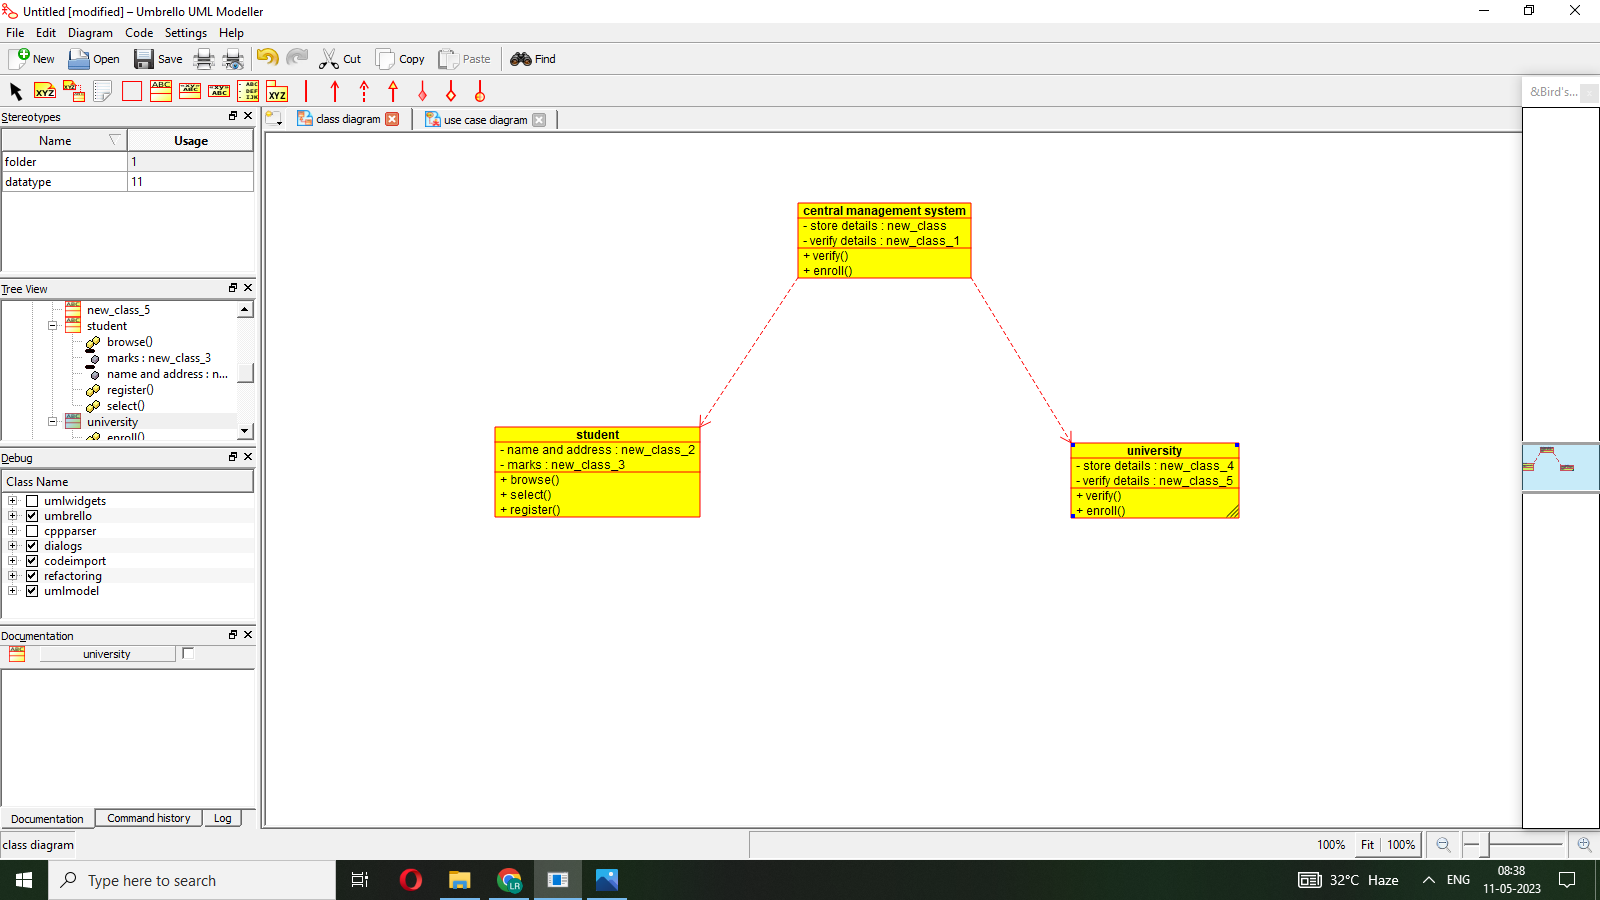 Untitled [modified] – Umbrello UML Modeller
File Edit Diagram Code Settings Help
New Open Save Cut Copy Paste Find
XYZ ABC XYZ
&Bird's...
Stereotypes
class diagram use case diagram
Name Usage
folder 1
datatype 11
central management system
- store details : new_class
- verify details : new_class_1
+ verify()
+ enroll()
Tree View
new_class_5
student
browse()
marks : new_class_3
name and address : n...
register()
select()
university
enroll()
student
- name and address : new_class_2
- marks : new_class_3
+ browse()
+ select()
+ register()
university
- store details : new_class_4
- verify details : new_class_5
+ verify()
+ enroll()
Debug
Class Name
umlwidgets
umbrello
cppparser
dialogs
codeimport
refactoring
umlmodel
Documentation
university
Documentation Command history Log
class diagram
100% Fit 100%
Type here to search
LR
32°C Haze
ENG
08:38
11-05-2023